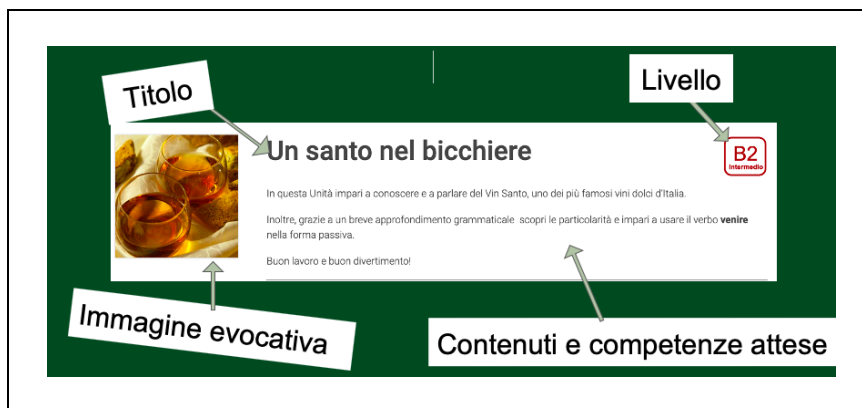 Titolo
Livello
Un santo nel bicchiere
B2
Intermedio
In questa Unità impari a conoscere e a parlare del Vin Santo, uno dei più famosi vini dolci d'Italia.
Inoltre, grazie a un breve approfondimento grammaticale scopri le particolarità e impari a usare il verbo venire
nella forma passiva.
Buon lavoro e buon divertimento!
Immagine evocativa
Contenuti e competenze attese